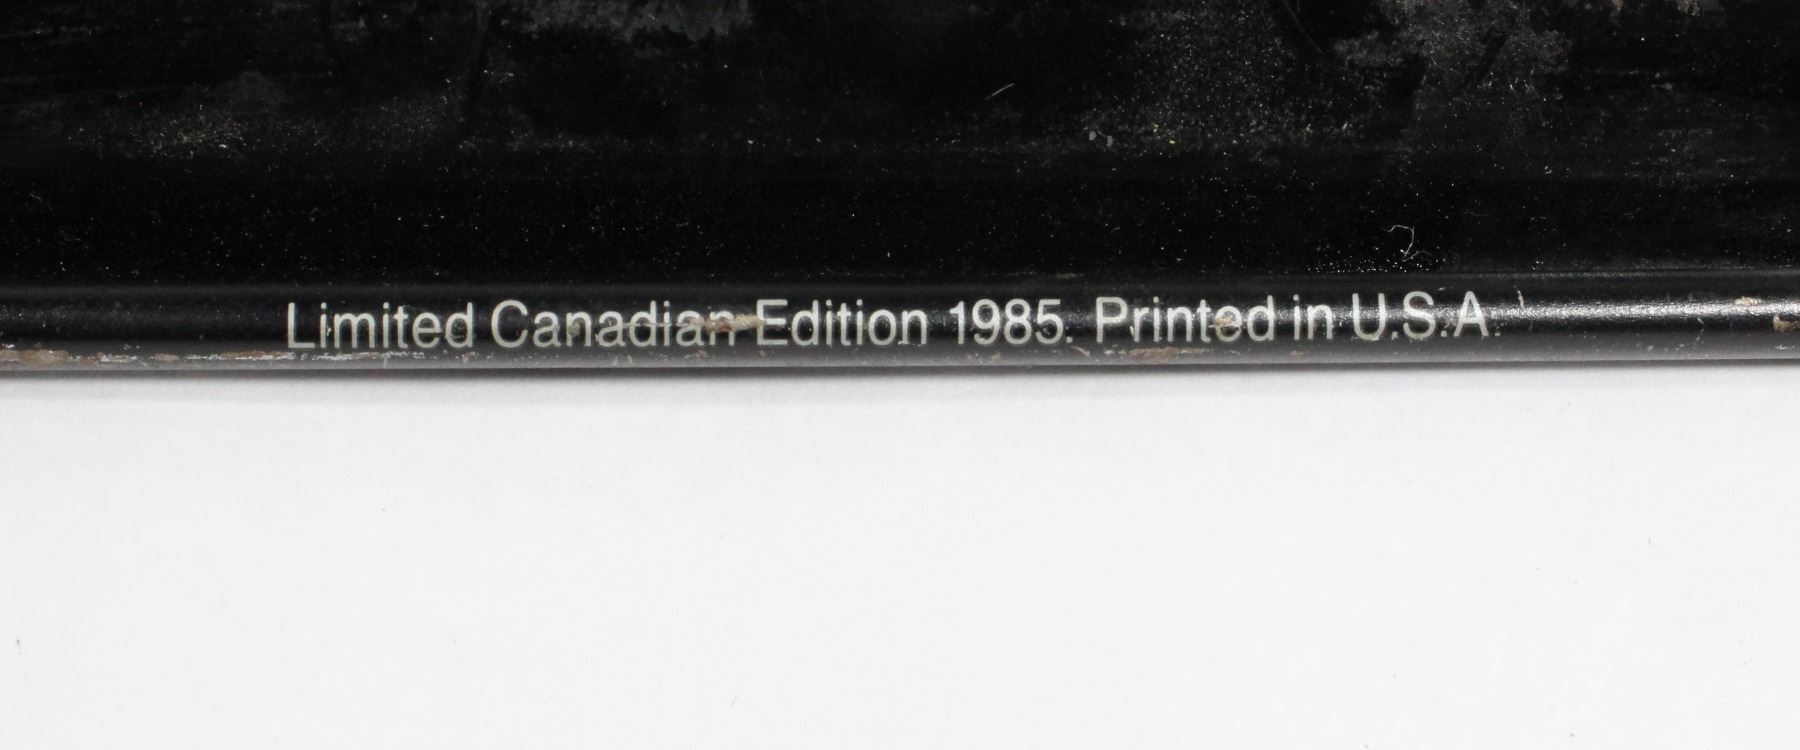 Limited Canadian Edition 1985. Printed in U.S.A.